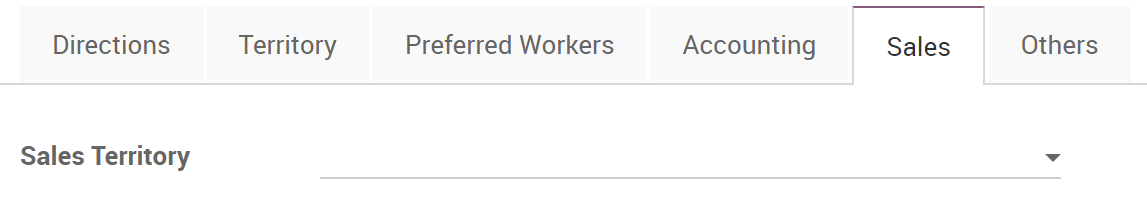 Directions Territory Preferred Workers Accounting Sales Others
Sales Territory